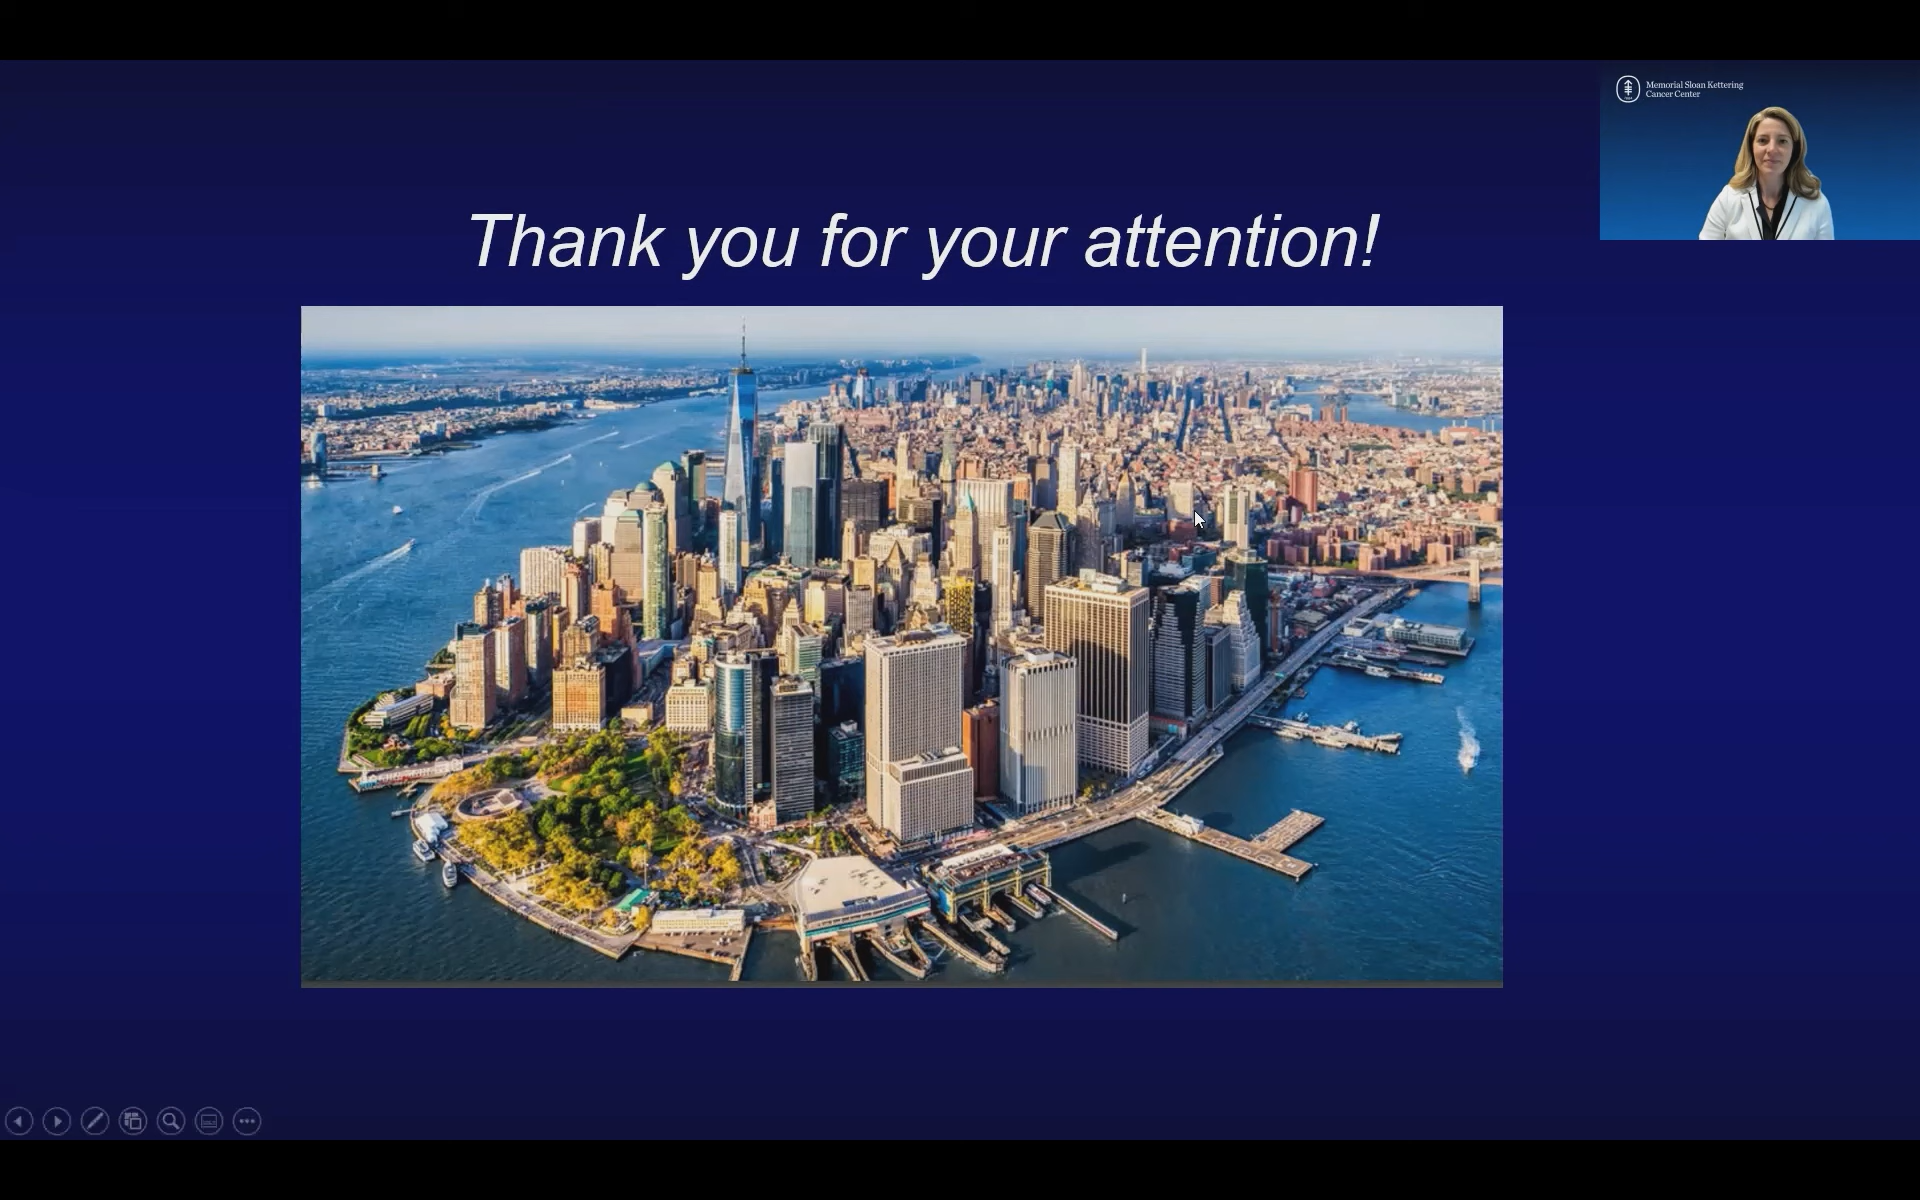 Memorial Sloan Kettering
Cancer Center
Thank you for your attention!